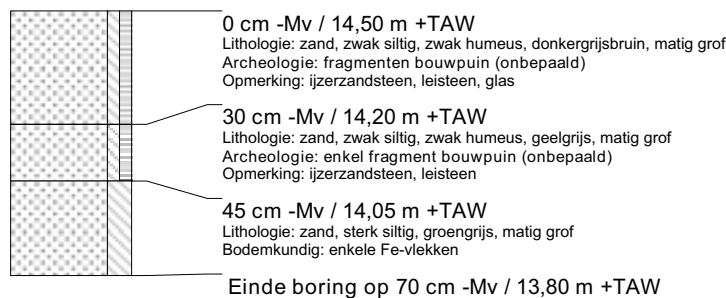 0 cm -Mv / 14,50 m +TAW
Lithologie: zand, zwak siltig, zwak humeus, donkergrijsbruin, matig grof
Archeologie: fragmenten bouwpuin (onbepaald)
Opmerking: ijzerzandsteen, leisteen, glas
30 cm -Mv / 14,20 m +TAW
Lithologie: zand, zwak siltig, zwak humeus, geelgrijs, matig grof
Archeologie: enkel fragment bouwpuin (onbepaald)
Opmerking: ijzerzandsteen, leisteen
45 cm -Mv / 14,05 m +TAW
Lithologie: zand, sterk siltig, groengrijs, matig grof
Bodemkundig: enkele Fe-vlekken
Einde boring op 70 cm -Mv / 13,80 m +TAW